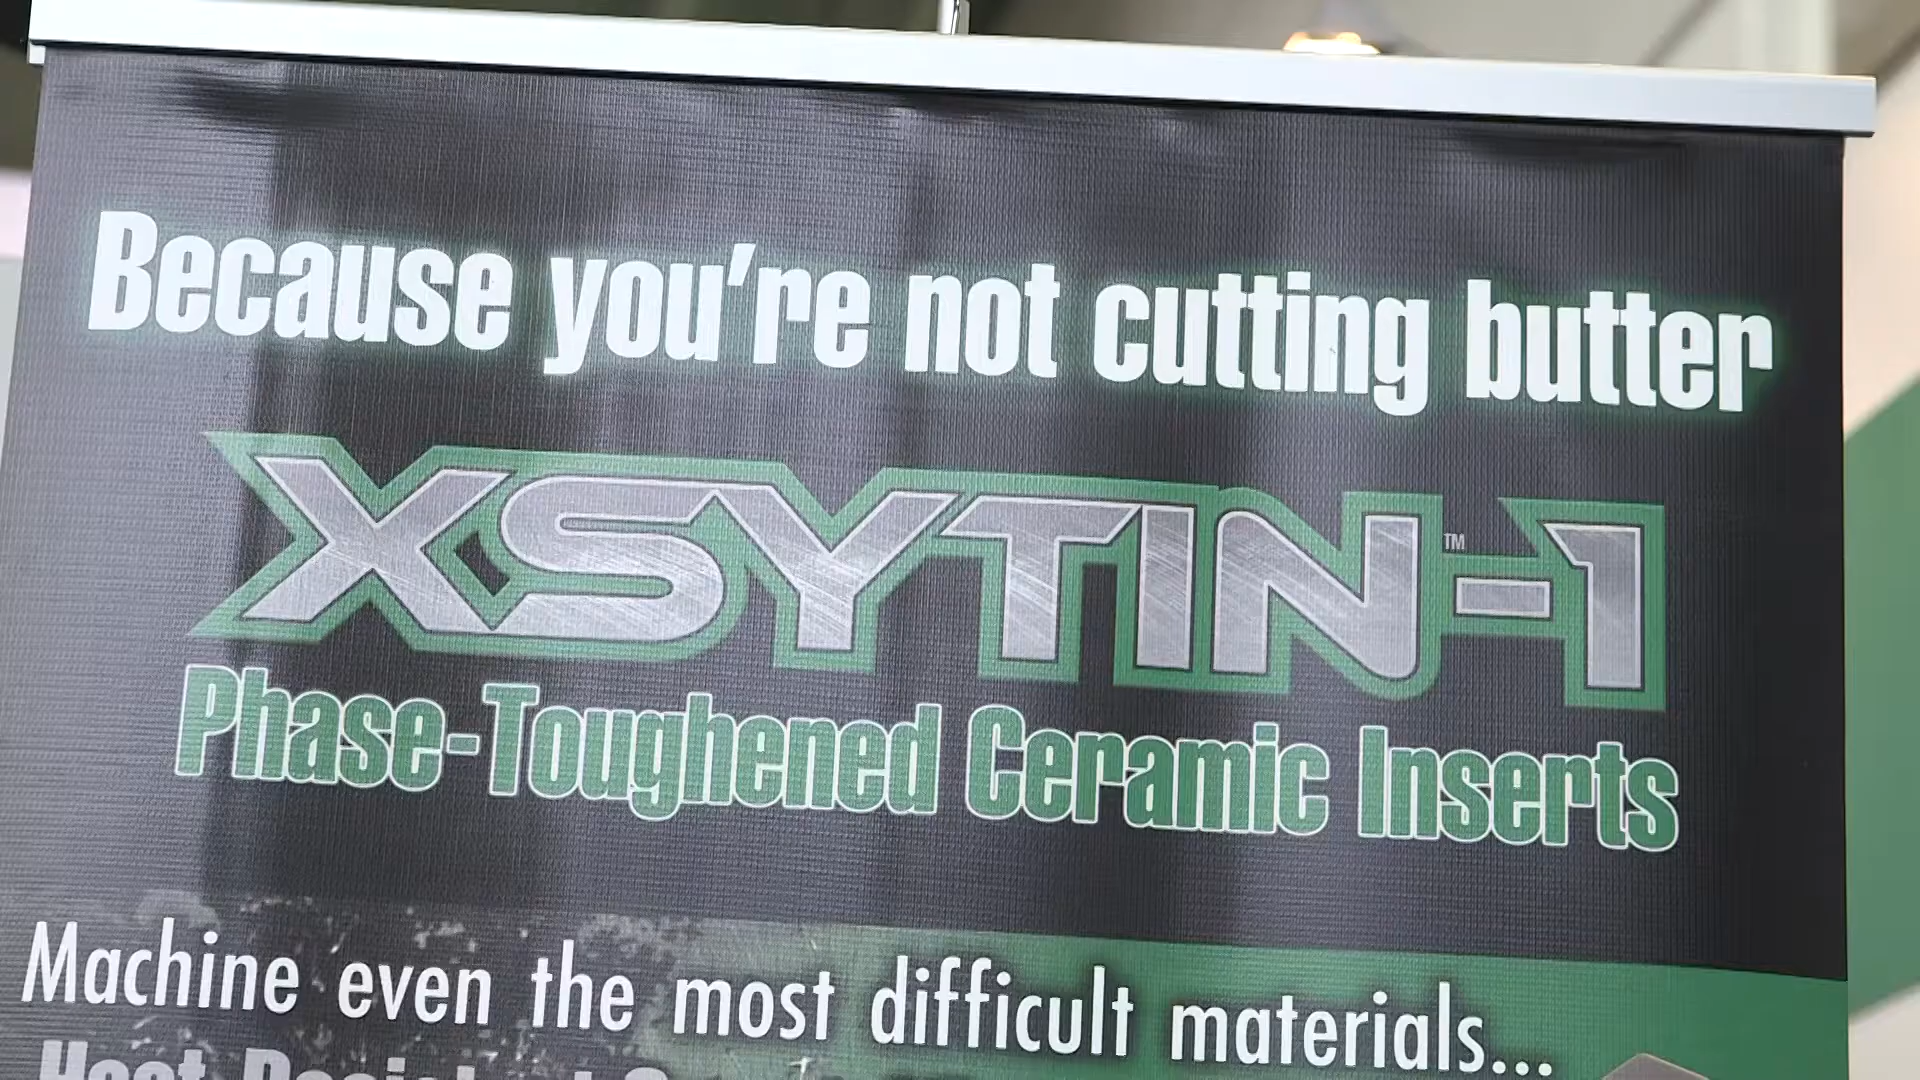 Because you're not cutting butter
XSYTIN-1™
Phase-Toughened Ceramic Inserts
Machine even the most difficult materials...